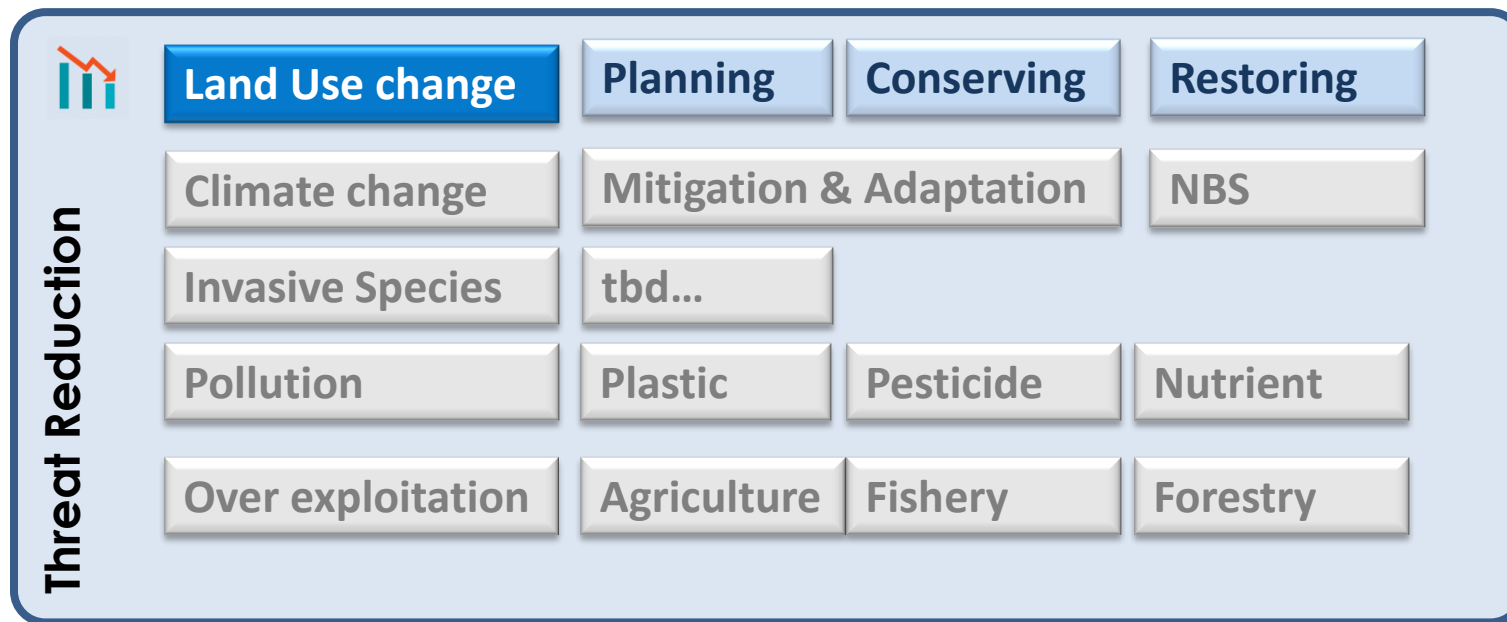 Threat Reduction
Land Use change Planning Conserving Restoring
Climate change Mitigation & Adaptation NBS
Invasive Species tbd...
Pollution Plastic Pesticide Nutrient
Over exploitation Agriculture Fishery Forestry